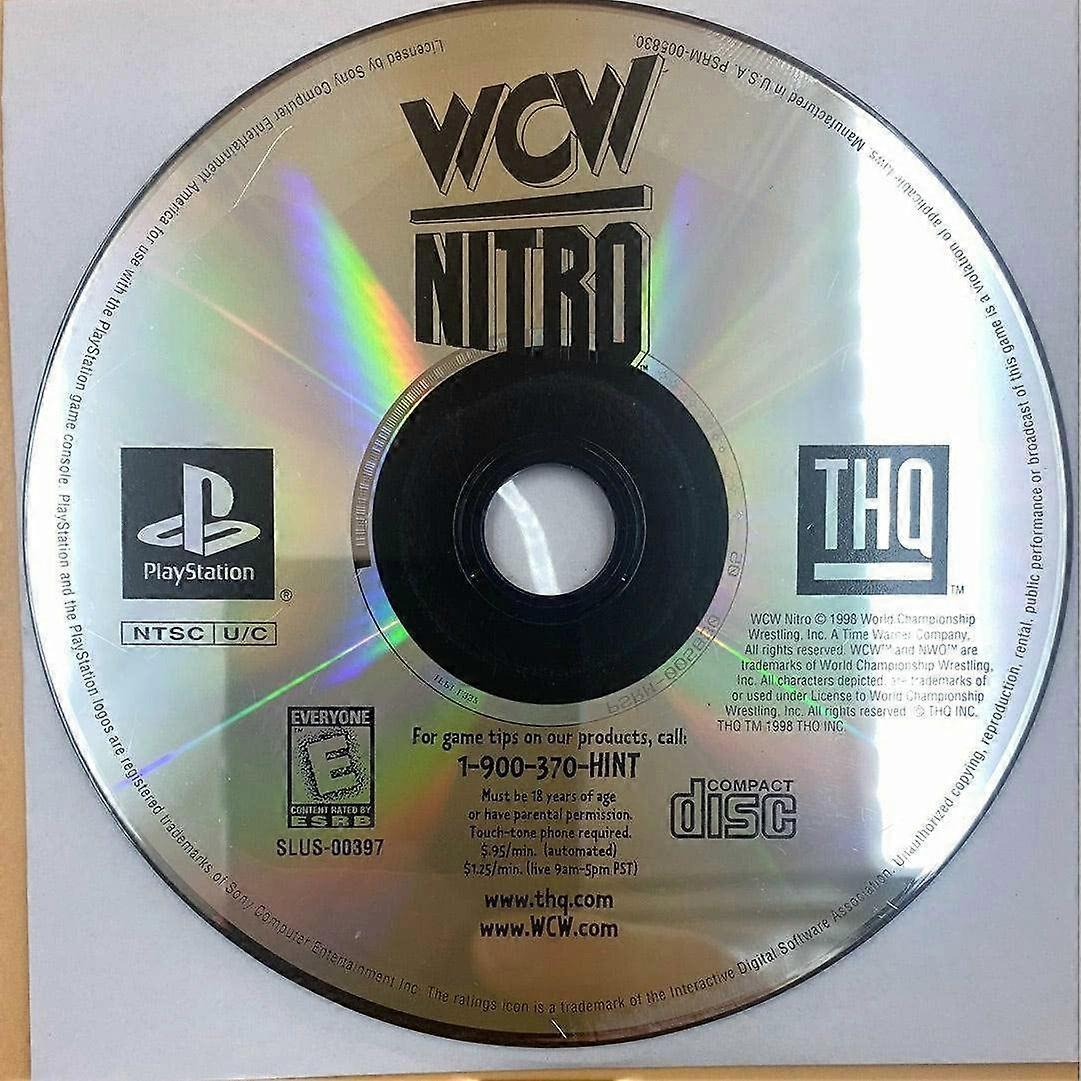 WCW
NITRO™
Licensed by Sony Computer Entertainment America for use with the PlayStation game console. PlayStation and the PlayStation logos are registered trademarks of Sony Computer Entertainment Inc. The ratings icon is a trademark of the Interactive Digital Software Association. Unauthorized copying, reproduction, rental, public performance or broadcast of this game is a violation of applicable laws. Manufactured in U.S.A. PSRM-005830.
PlayStation
®
NTSC U/C
THQ
™
WCW Nitro © 1998 World Championship
Wrestling, Inc. A Time Warner Company,
All rights reserved. WCW™ and NWO™ are
trademarks of World Championship Wrestling,
Inc. All characters depicted are trademarks of
or used under License to World Championship
Wrestling, Inc. All rights reserved © THQ INC.
THQ TM 1998 THQ INC.
EVERYONE
™
E
CONTENT RATED BY
ESRB
SLUS-00397
For game tips on our products, call:
1-900-370-HINT
Must be 18 years of age
or have parental permission.
Touch-tone phone required.
$.95/min. (automated)
$1.25/min. (live 9am-5pm PST)
www.thq.com
www.WCW.com
COMPACT
disc